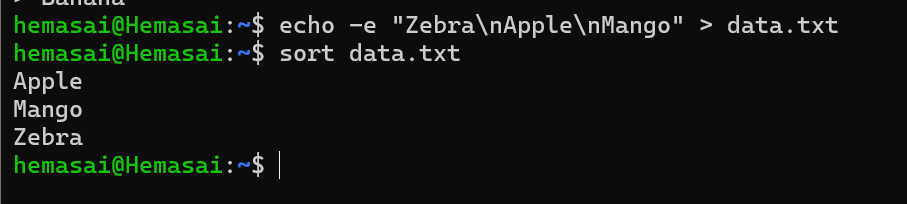 > Banana
hemasai@Hemasai:~$ echo -e "Zebra\nApple\nMango" > data.txt
hemasai@Hemasai:~$ sort data.txt
Apple
Mango
Zebra
hemasai@Hemasai:~$